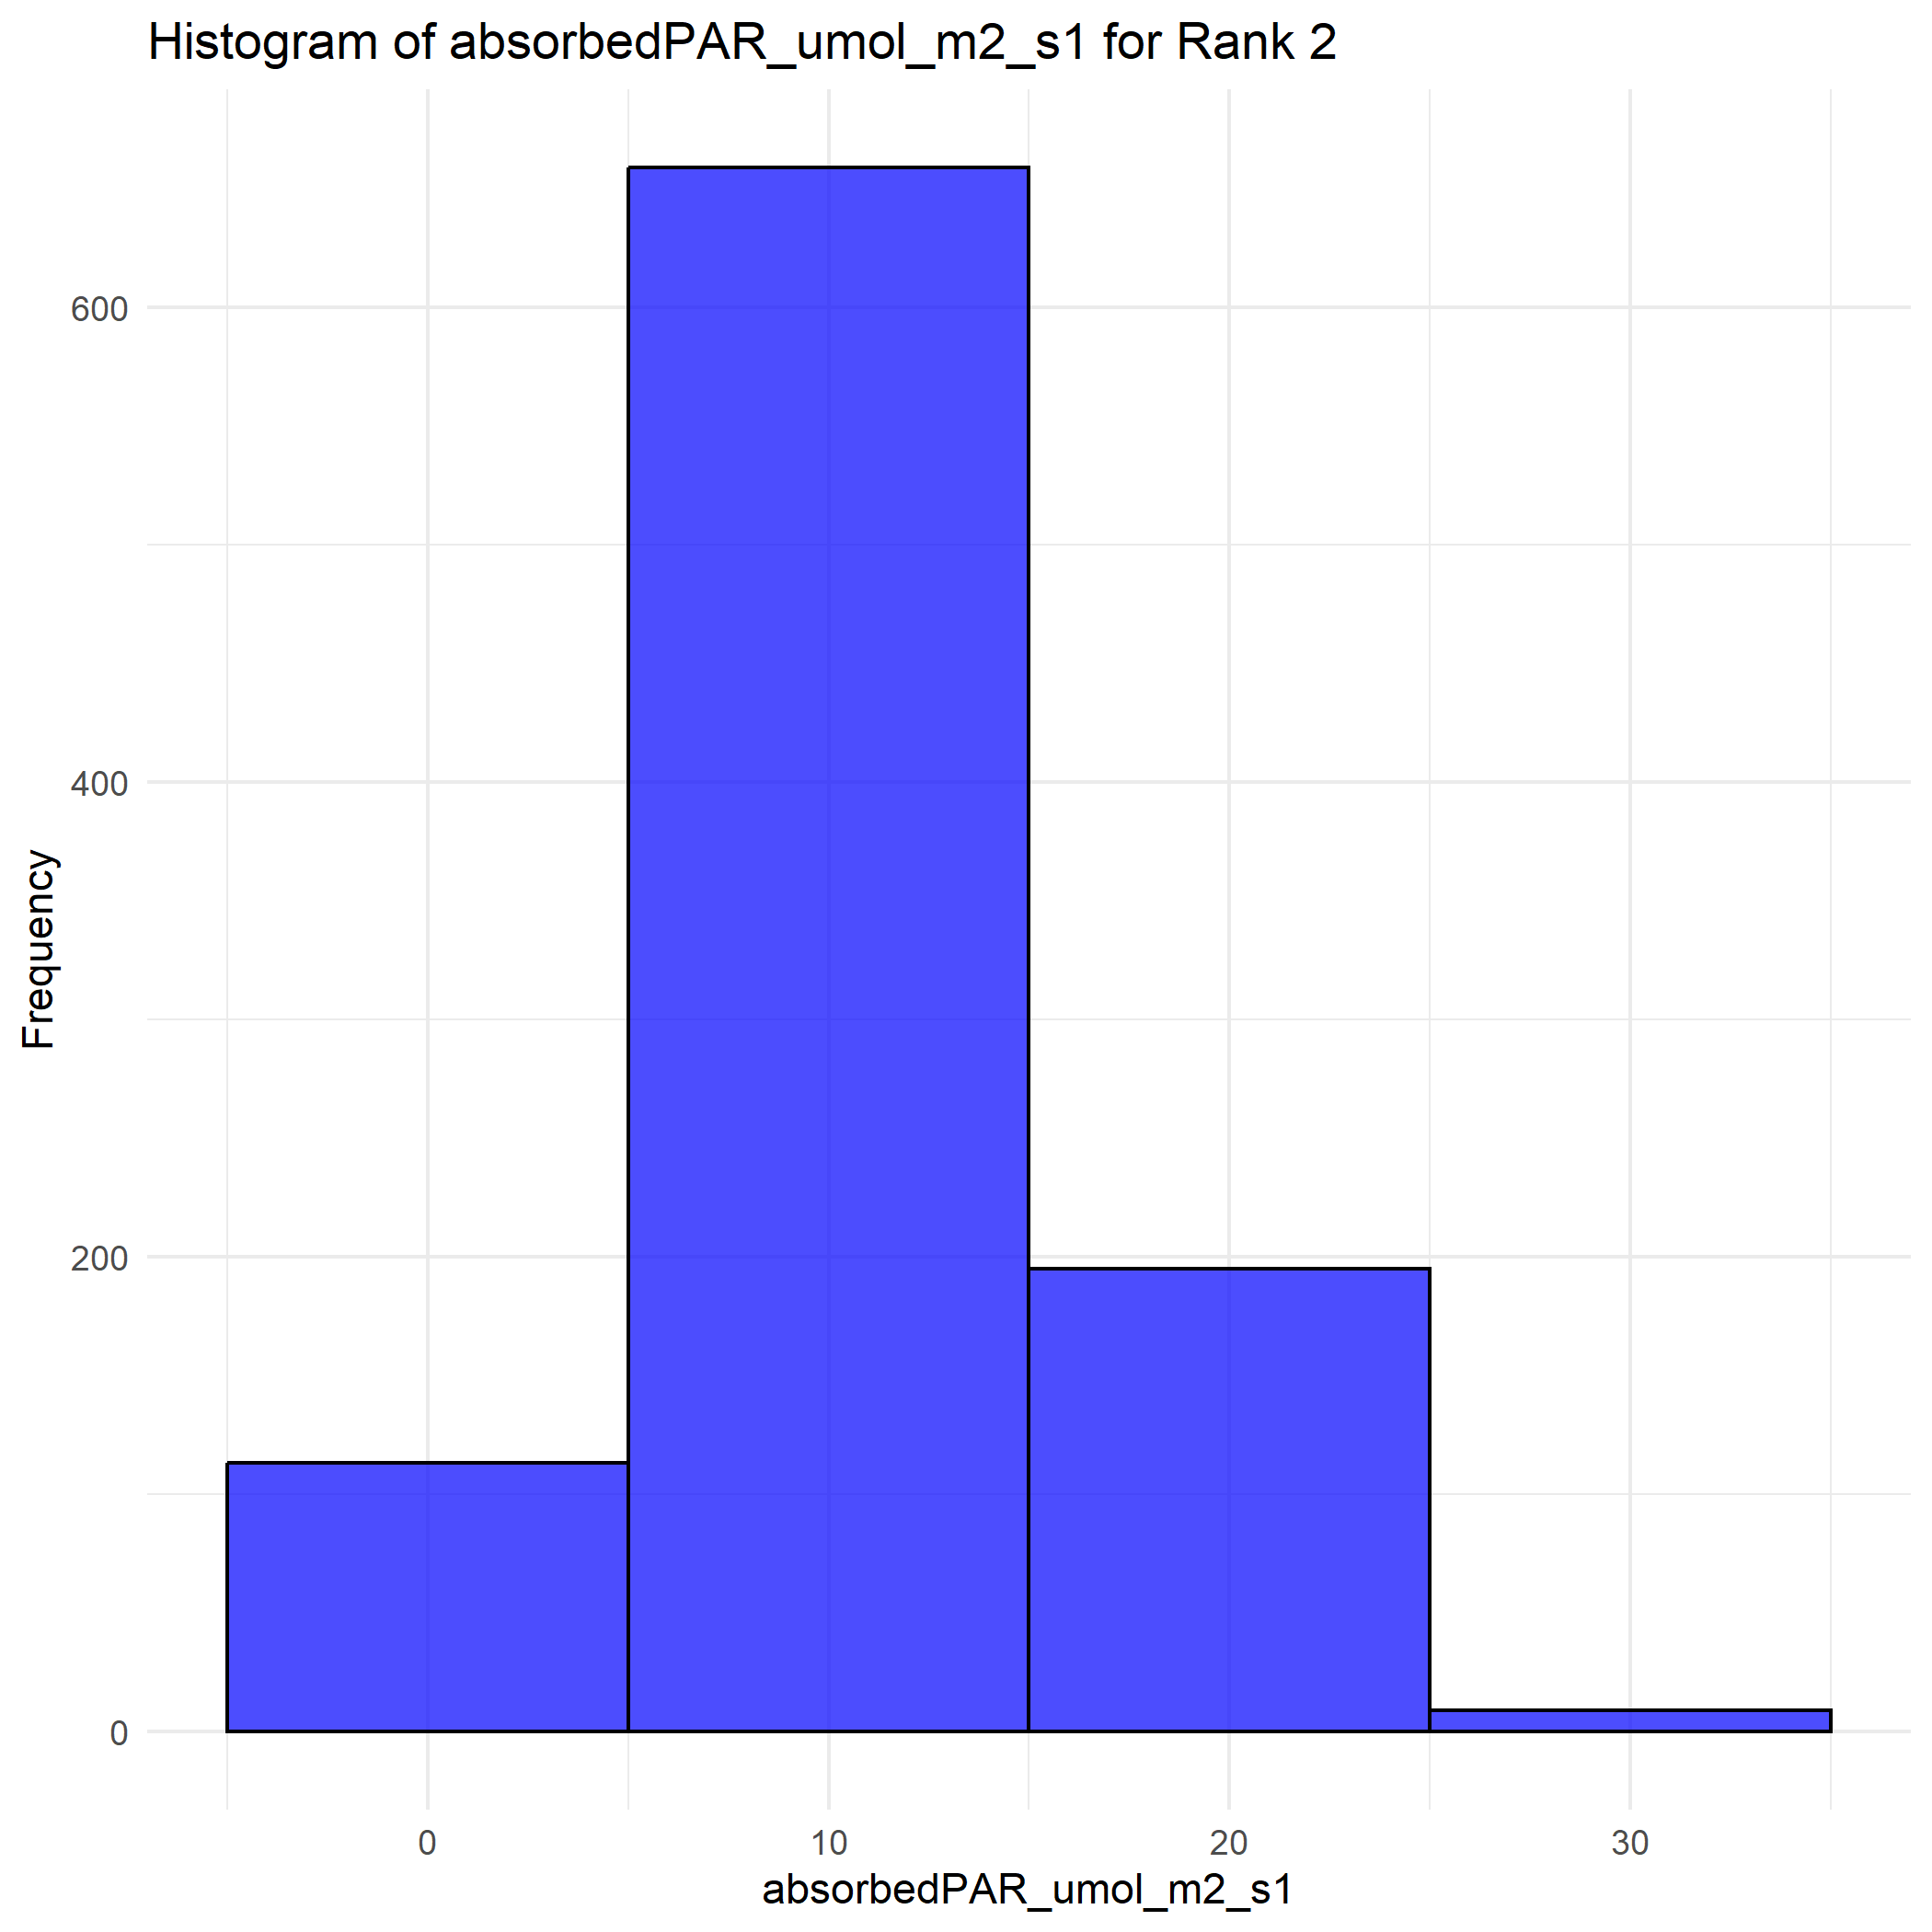 Histogram of absorbedPAR_umol_m2_s1 for Rank 2
Frequency
600
400
200
0
0 10 20 30
absorbedPAR_umol_m2_s1